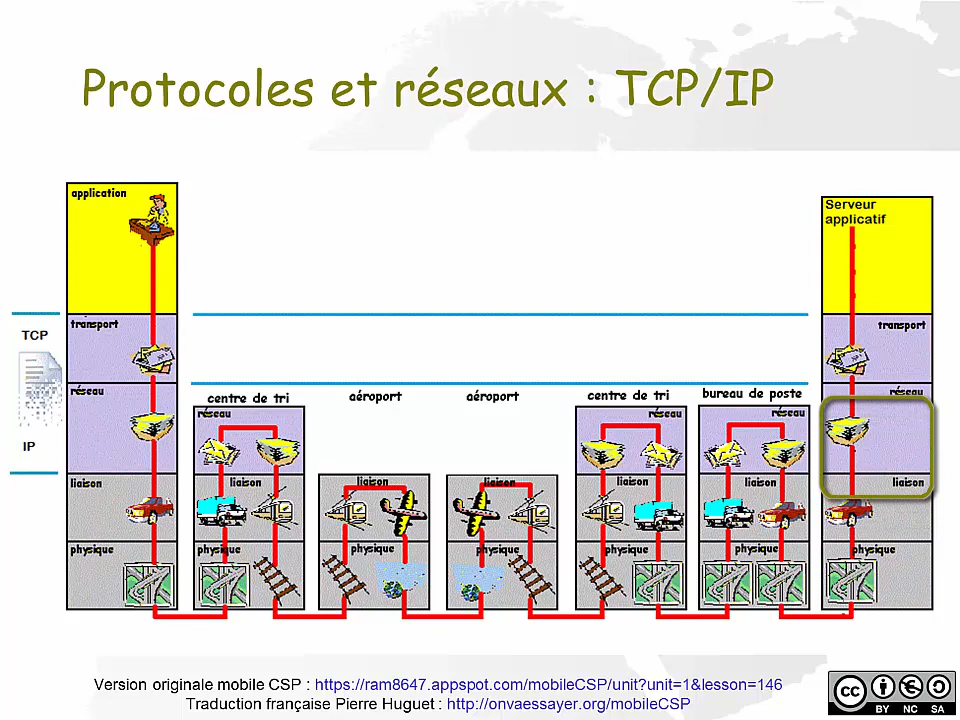 Protocoles et réseaux : TCP/IP
application
Serveur
applicatif
TCP
transport
transport
réseau
centre de tri
aéroport
aéroport
centre de tri
bureau de poste
réseau
réseau
réseau
réseau
IP
liaison
liaison
liaison
liaison
liaison
liaison
liaison
physique
physique
physique
physique
physique
physique
physique
Version originale mobile CSP : https://ram8647.appspot.com/mobileCSP/unit?unit=1&lesson=146
Traduction française Pierre Huguet : http://onvaessayer.org/mobileCSP
cc
BY NC SA